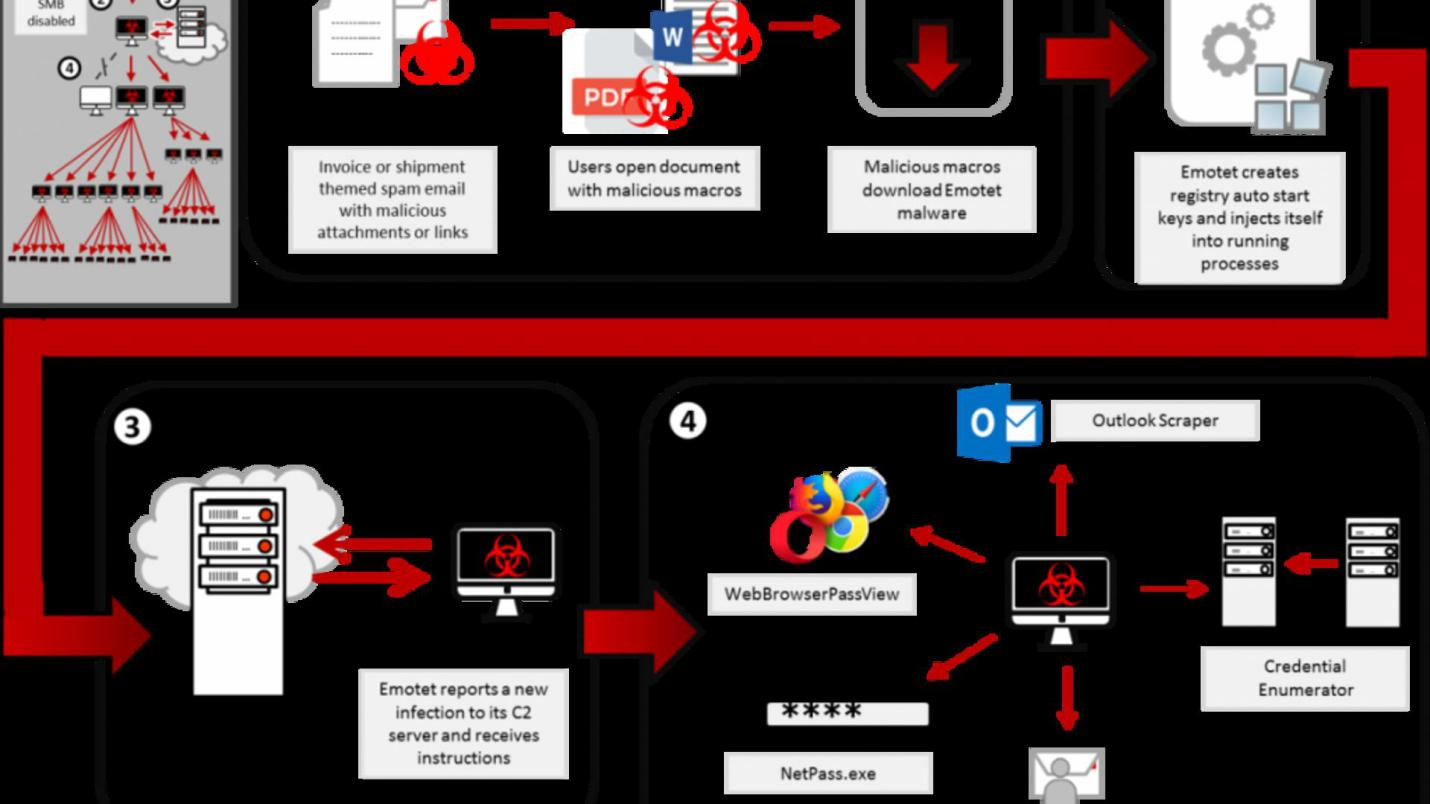 SMB
disabled
2
3
4
W
PDF
Invoice or shipment
themed spam email
with malicious
attachments or links
Users open document
with malicious macros
Malicious macros
download Emotet
malware
Emotet creates
registry auto start
keys and injects itself
into running
processes
3
Emotet reports a new
infection to its C2
server and receives
instructions
4
O
Outlook Scraper
WebBrowserPassView
Credential
Enumerator
****
NetPass.exe